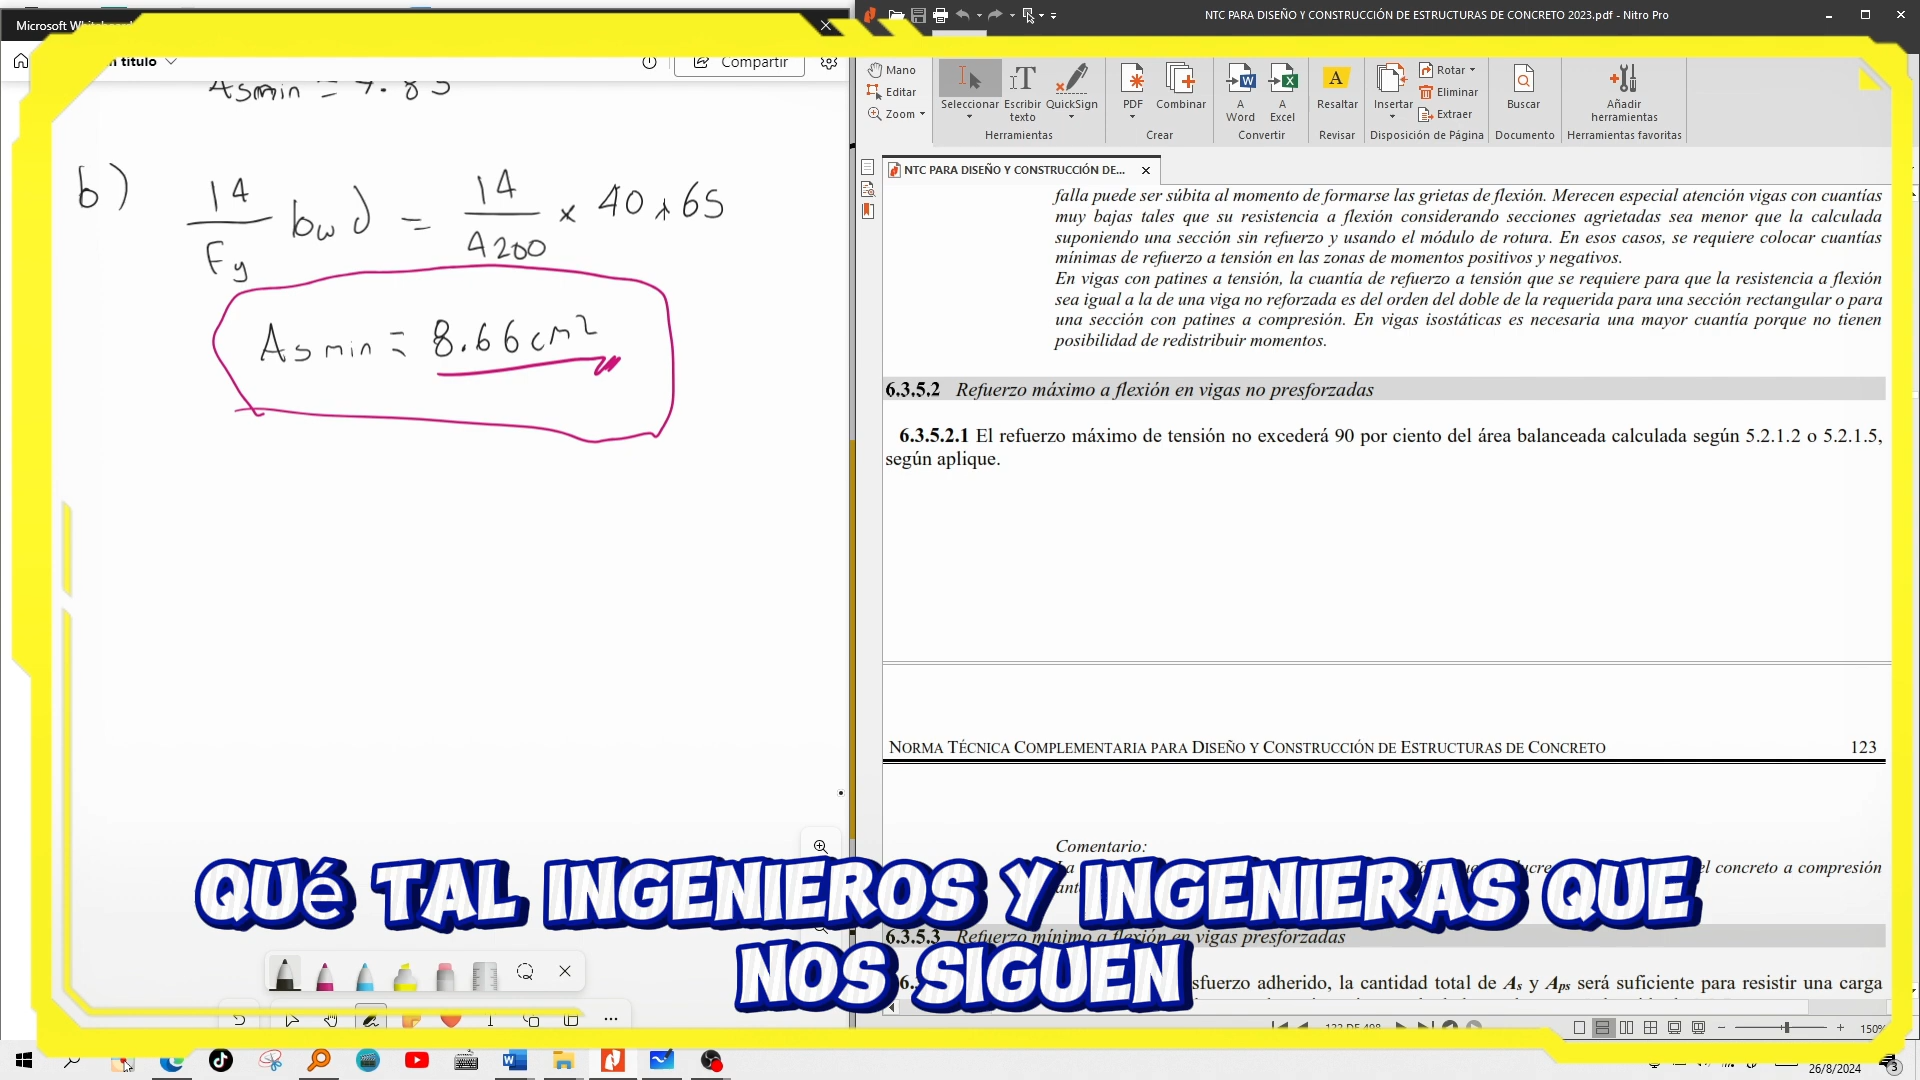 Microsoft Whiteboard
NTC PARA DISEÑO Y CONSTRUCCIÓN DE ESTRUCTURAS DE CONCRETO 2023.pdf - Nitro Pro
n titulo
Compartir
Mano
Editar
Zoom
Seleccionar
Escribir texto
QuickSign
Herramientas
PDF
Combinar
Crear
A Word
A Excel
Convertir
Resaltar
Revisar
Insertar
Rotar
Eliminar
Extraer
Disposición de Página
Buscar
Documento
Añadir herramientas
Herramientas favoritas
NTC PARA DISEÑO Y CONSTRUCCIÓN DE...
b)
14/Fy bw d = 14/4200 x 40 x 65
Asmin = 8.66cm2
falla puede ser súbita al momento de formarse las grietas de flexión. Merecen especial atención vigas con cuantías
muy bajas tales que su resistencia a flexión considerando secciones agrietadas sea menor que la calculada
suponiendo una sección sin refuerzo y usando el módulo de rotura. En esos casos, se requiere colocar cuantías
mínimas de refuerzo a tensión en las zonas de momentos positivos y negativos.
En vigas con patines a tensión, la cuantía de refuerzo a tensión que se requiere para que la resistencia a flexión
sea igual a la de una viga no reforzada es del orden del doble de la requerida para una sección rectangular o para
una sección con patines a compresión. En vigas isostáticas es necesaria una mayor cuantía porque no tienen
posibilidad de redistribuir momentos.
6.3.5.2 Refuerzo máximo a flexión en vigas no presforzadas
6.3.5.2.1 El refuerzo máximo de tensión no excederá 90 por ciento del área balanceada calculada según 5.2.1.2 o 5.2.1.5,
según aplique.
NORMA TÉCNICA COMPLEMENTARIA PARA DISEÑO Y CONSTRUCCIÓN DE ESTRUCTURAS DE CONCRETO 123
Comentario:
el concreto a compresión
6.3.5.3 Refuerzo mínimo a flexión en vigas presforzadas
sfuerzo adherido, la cantidad total de As y Aps será suficiente para resistir una carga
QUé TAL INGENIEROS Y INGENIERAS QUE
NOS SIGUEN
150%
26/8/2024
3